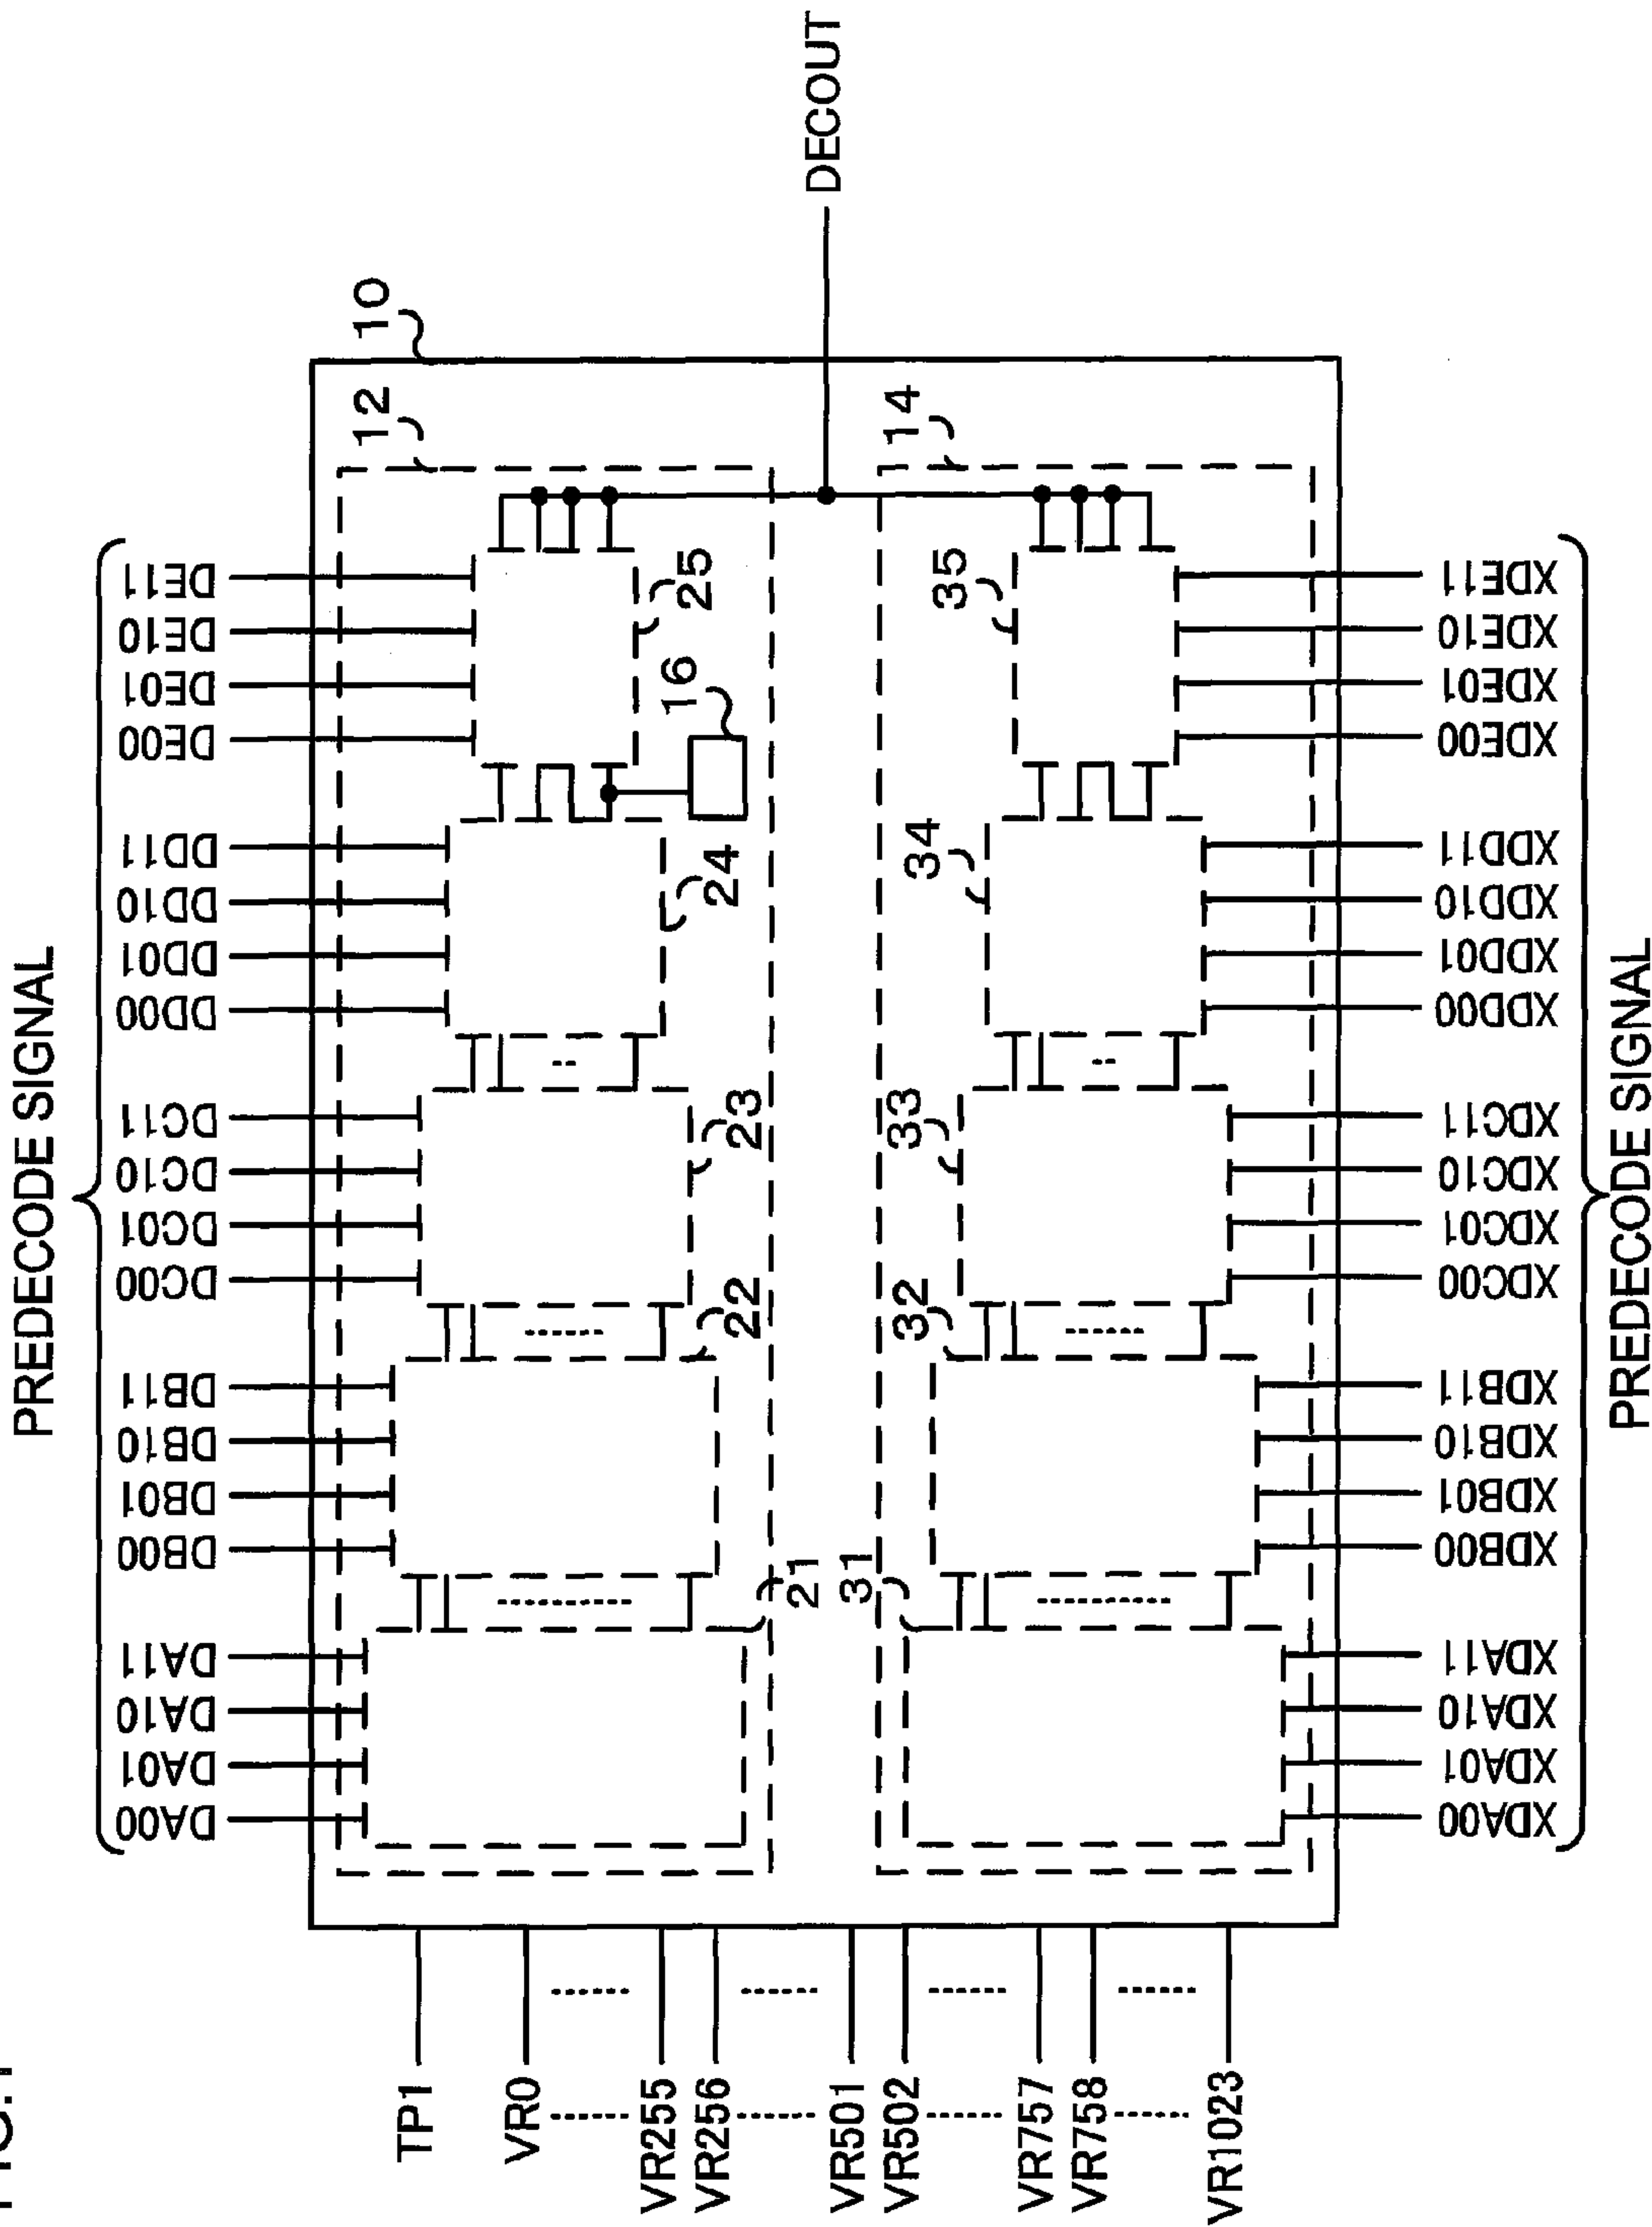 FIG.1
PREDECODE SIGNAL
DA00 DA01 DA10 DA11 DB00 DB01 DB10 DB11 DC00 DC01 DC10 DC11 DD00 DD01 DD10 DD11 DE00 DE01 DE10 DE11
10
12
25
16
24
23
22
21
DECOUT
14
35
34
33
32
31
TP1
VR0
VR255
VR256
VR501
VR502
VR757
VR758
VR1023
XDA00 XDA01 XDA10 XDA11 XDB00 XDB01 XDB10 XDB11 XDC00 XDC01 XDC10 XDC11 XDD00 XDD01 XDD10 XDD11 XDE00 XDE01 XDE10 XDE11
PREDECODE SIGNAL